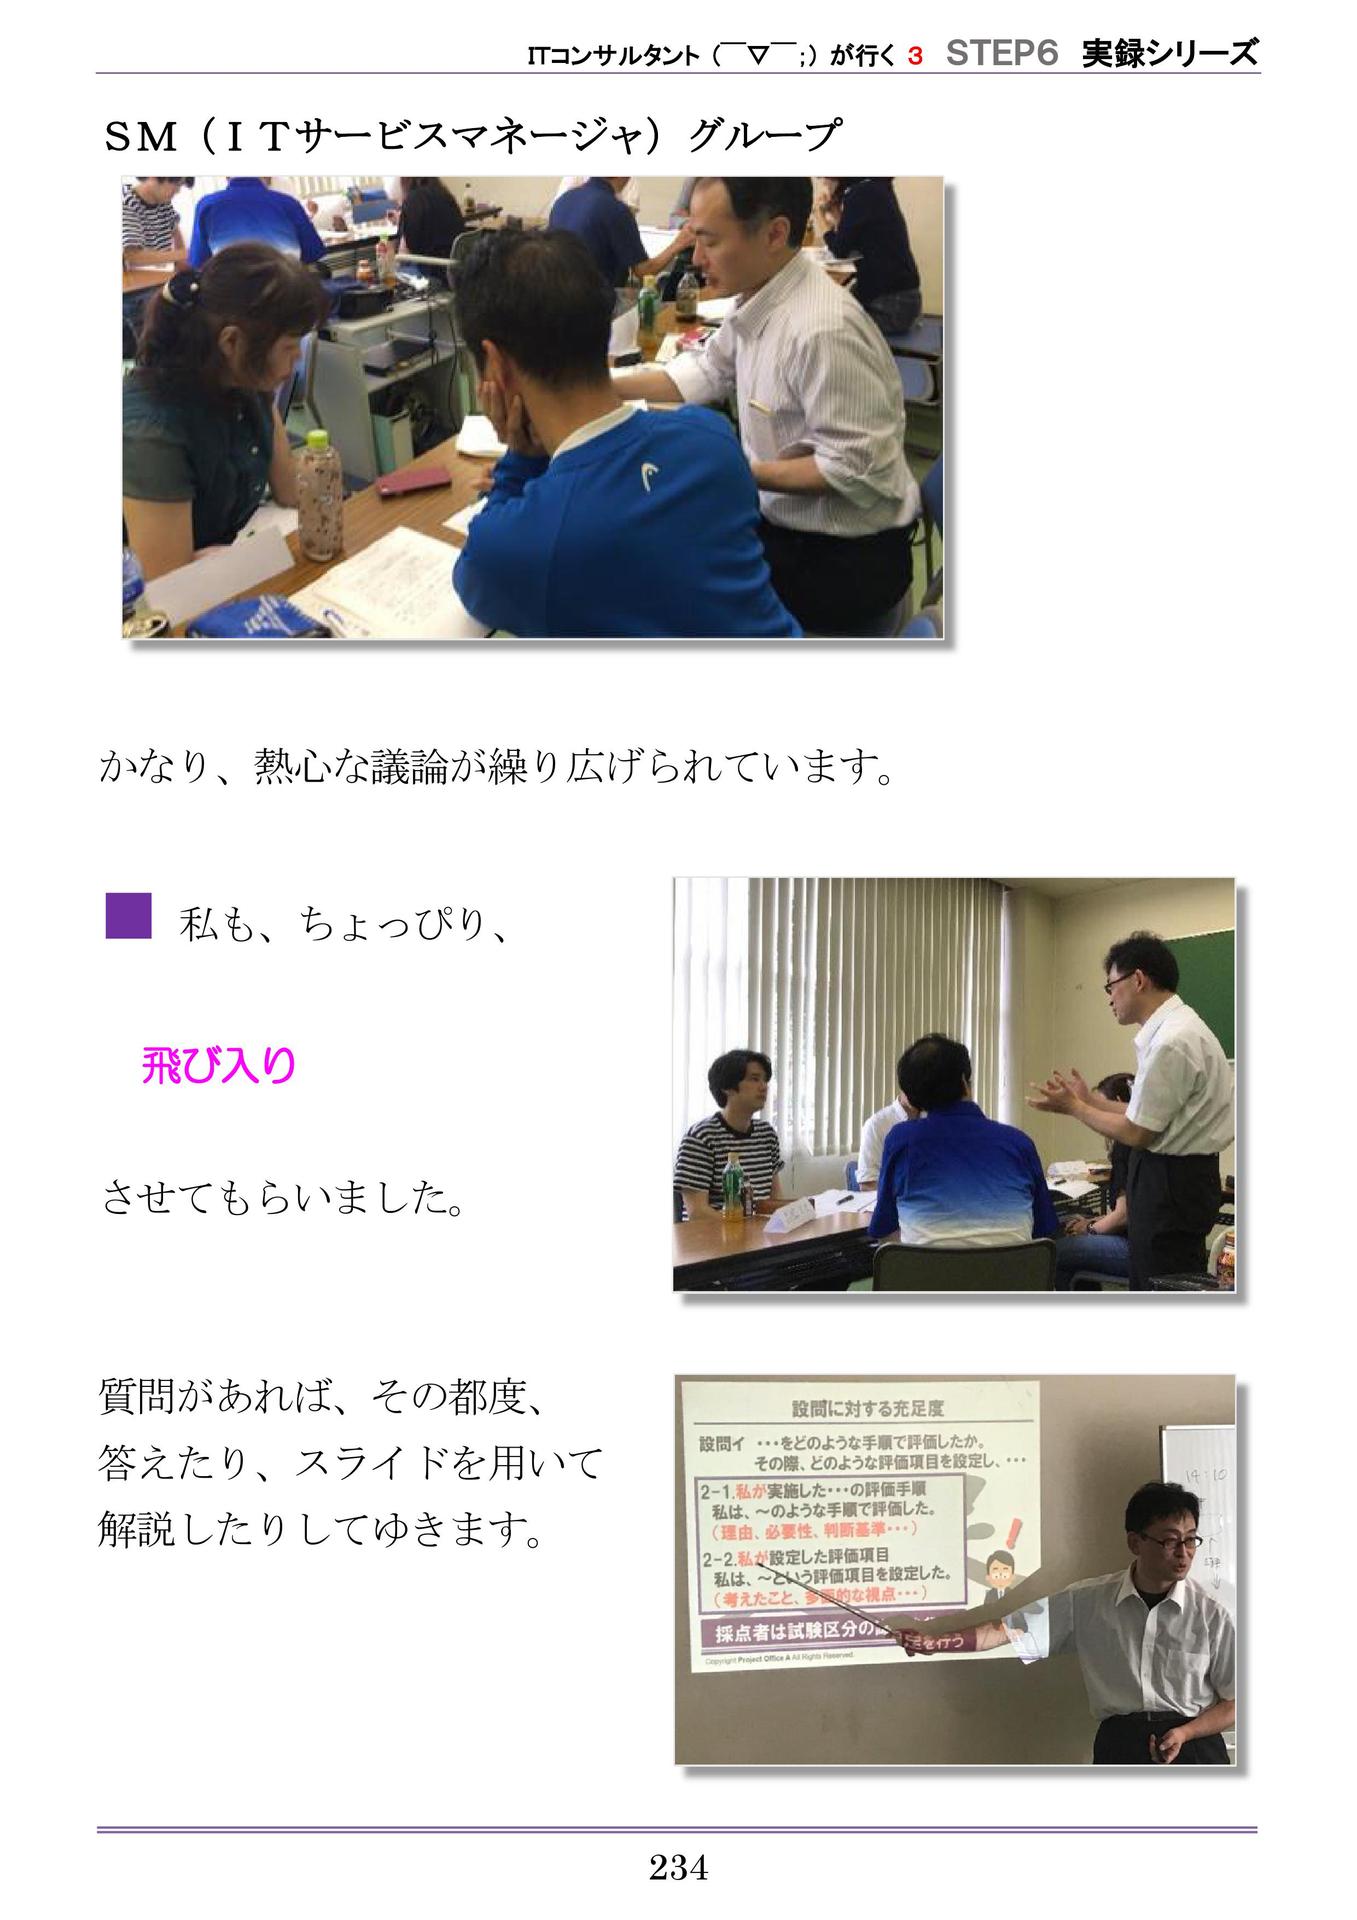 ITコンサルタント（￣▽￣;）が行く 3 STEP6 実録シリーズ
ＳＭ（ＩＴサービスマネージャ）グループ
かなり、熱心な議論が繰り広げられています。
■ 私も、ちょっぴり、
飛び入り
させてもらいました。
質問があれば、その都度、
答えたり、スライドを用いて
解説したりしてゆきます。
設問に対する充足度
設問イ ・・・をどのような手順で評価したか。
その際、どのような評価項目を設定し、・・・
2-1.私が実施した・・・の評価手順
私は、～のような手順で評価した。
（理由、必要性、判断基準・・・）
2-2.私が設定した評価項目
私は、～という評価項目を設定した。
（考えたこと、多面的な視点・・・）
採点者は試験区分の を行う
Copyright Project Office A All Rights Reserved.
14:10
234